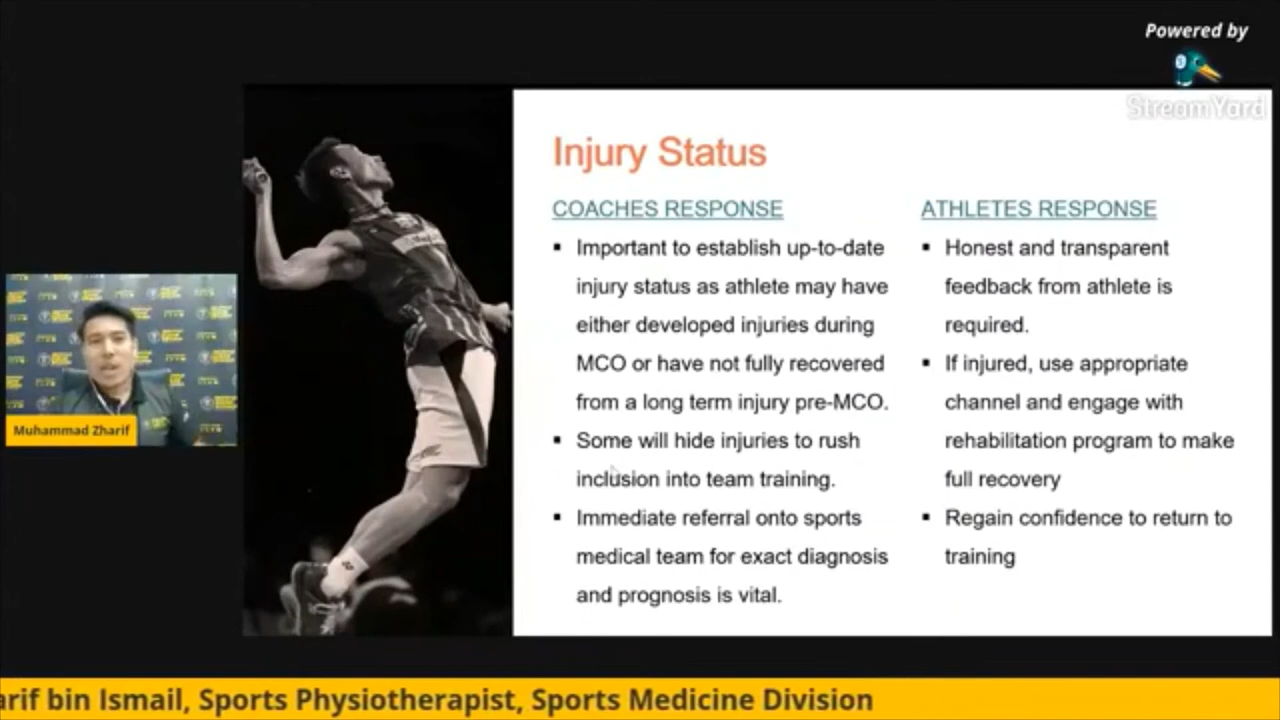 Powered by
StreamYard
Injury Status
COACHES RESPONSE
▪ Important to establish up-to-date
injury status as athlete may have
either developed injuries during
MCO or have not fully recovered
from a long term injury pre-MCO.
▪ Some will hide injuries to rush
inclusion into team training.
▪ Immediate referral onto sports
medical team for exact diagnosis
and prognosis is vital.
ATHLETES RESPONSE
▪ Honest and transparent
feedback from athlete is
required.
▪ If injured, use appropriate
channel and engage with
rehabilitation program to make
full recovery
▪ Regain confidence to return to
training
Muhammad Zharif
arif bin Ismail, Sports Physiotherapist, Sports Medicine Division